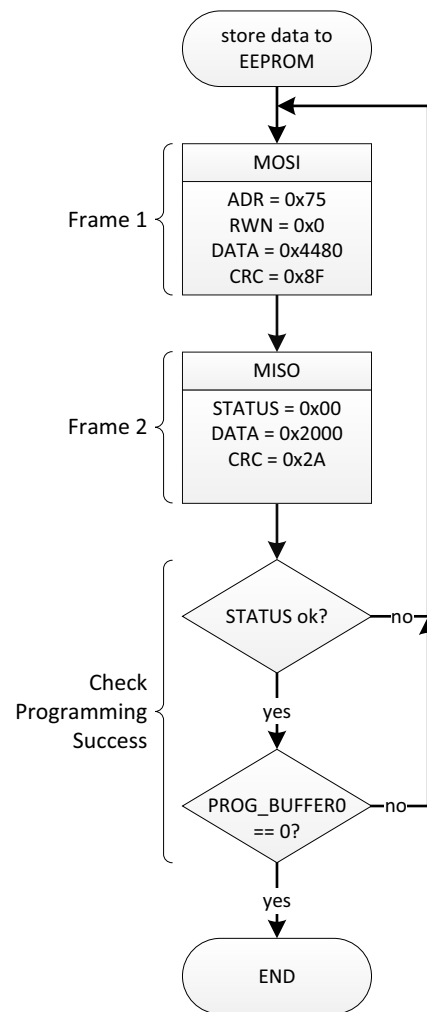 store data to
EEPROM
MOSI
Frame 1
ADR = 0x75
RWN = 0x0
DATA = 0x4480
CRC = 0x8F
MISO
Frame 2
STATUS = 0x00
DATA = 0x2000
CRC = 0x2A
STATUS ok?
no
Check
Programming
Success
yes
PROG_BUFFER0
== 0?
no
yes
END